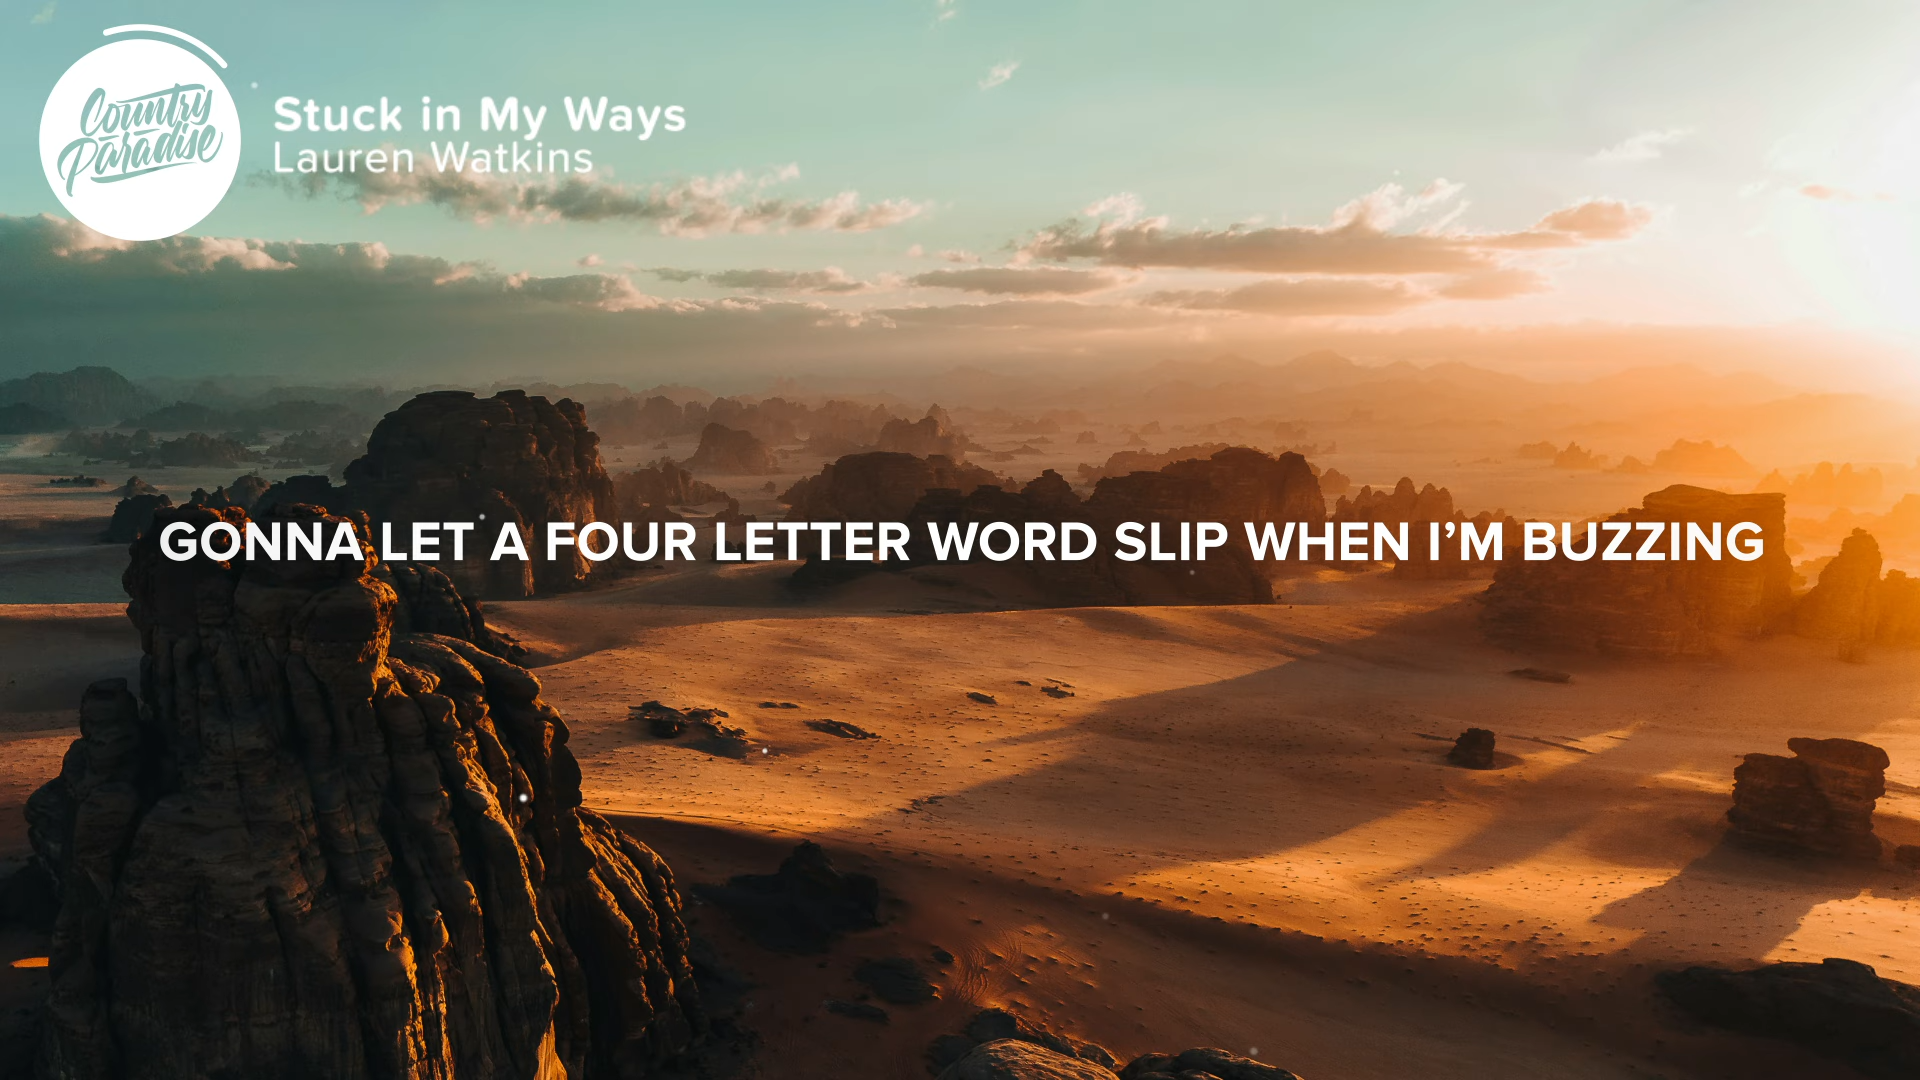 Country
Paradise
Stuck in My Ways
Lauren Watkins
GONNA LET A FOUR LETTER WORD SLIP WHEN I’M BUZZING